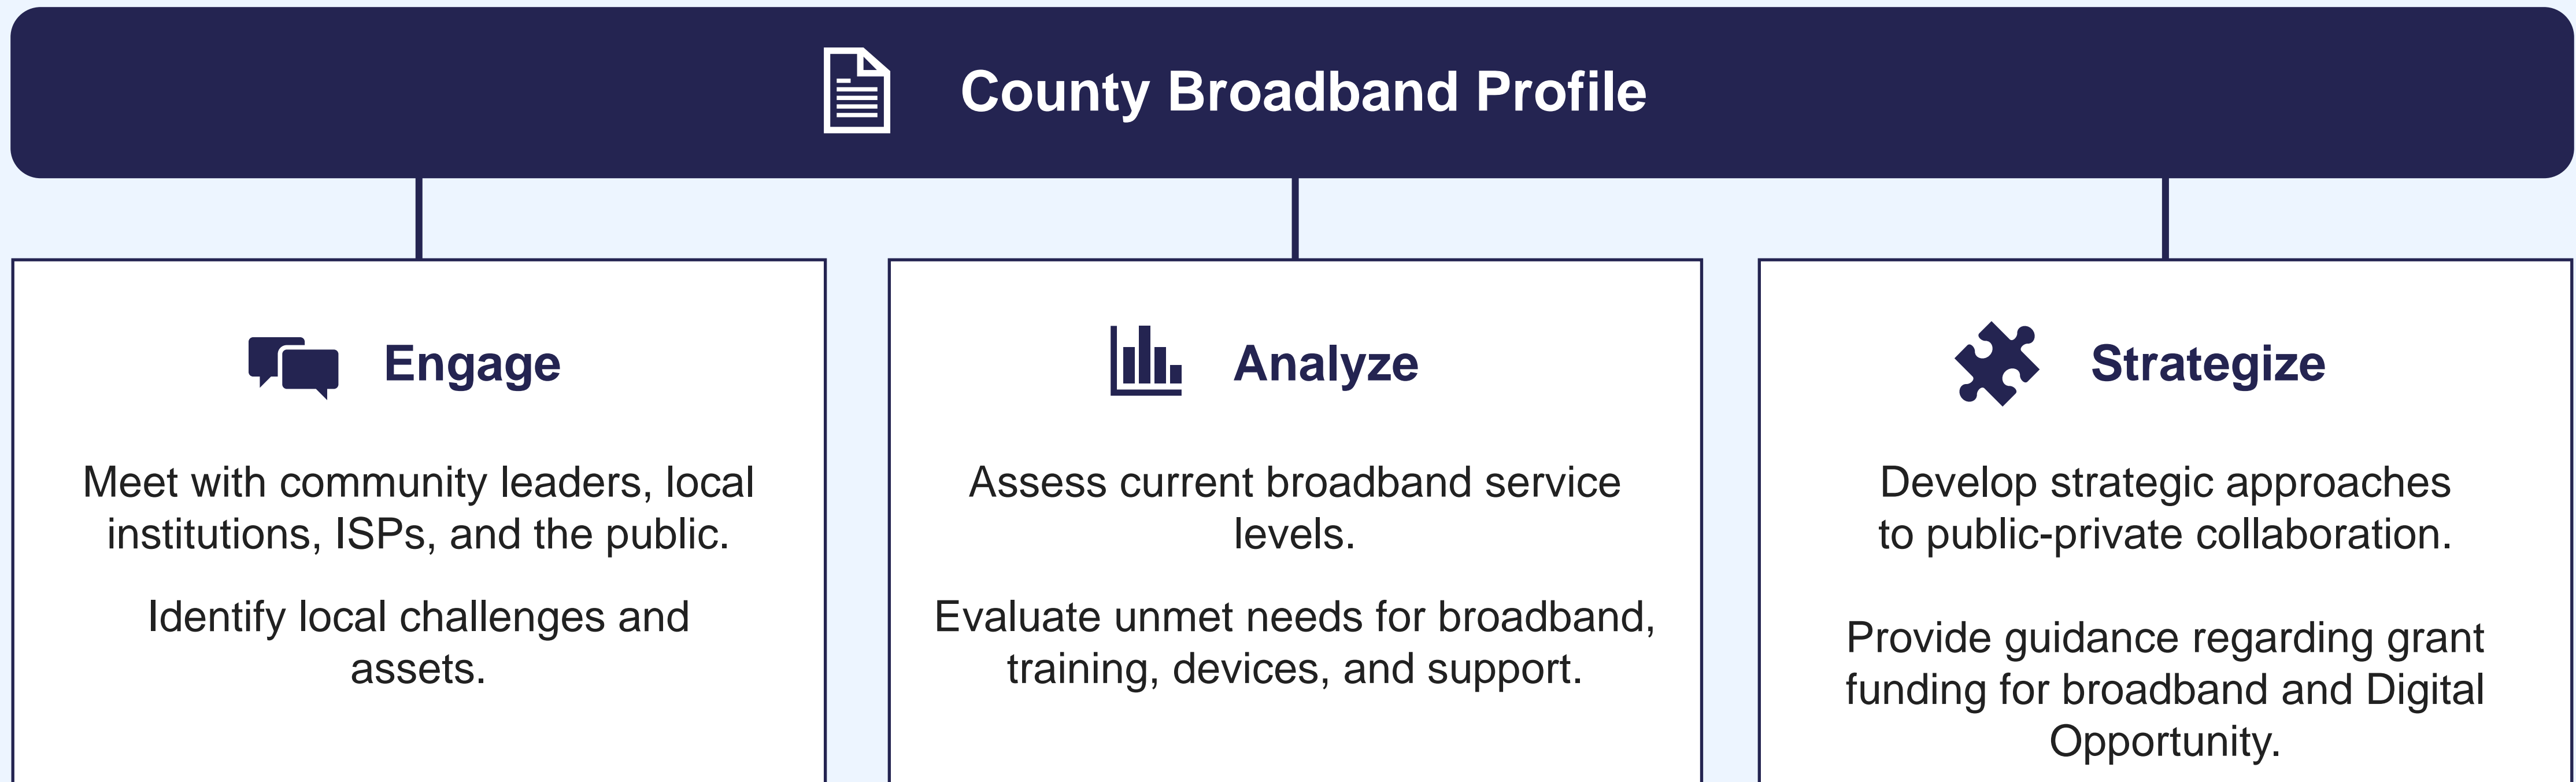 County Broadband Profile
Engage
Meet with community leaders, local
institutions, ISPs, and the public.
Identify local challenges and
assets.
Analyze
Assess current broadband service
levels.
Evaluate unmet needs for broadband,
training, devices, and support.
Strategize
Develop strategic approaches
to public-private collaboration.
Provide guidance regarding grant
funding for broadband and Digital
Opportunity.